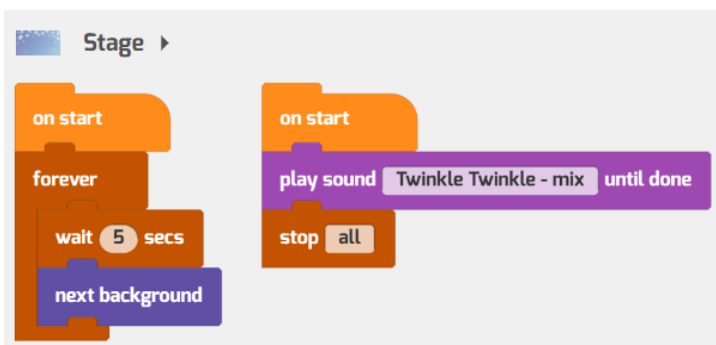 Stage
on start
forever
wait 5 secs
next background
on start
play sound Twinkle Twinkle - mix until done
stop all